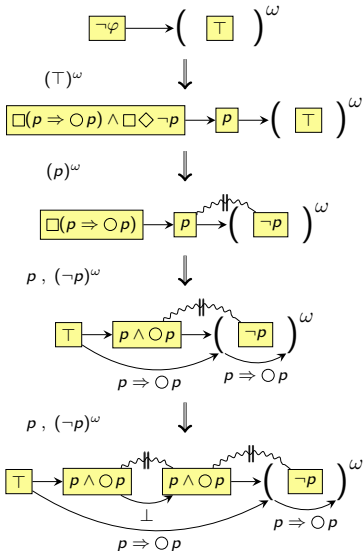 ¬φ ( ⊤ )^ω
(⊤)^ω
□(p ⇒ ○p) ∧ □◇¬p p ( ⊤ )^ω
(p)^ω
□(p ⇒ ○p) p ( ¬p )^ω
p , (¬p)^ω
⊤ p ∧ ○p ( ¬p )^ω
p ⇒ ○p
p ⇒ ○p
p , (¬p)^ω
⊤ p ∧ ○p p ∧ ○p ( ¬p )^ω
⊥
p ⇒ ○p
p ⇒ ○p